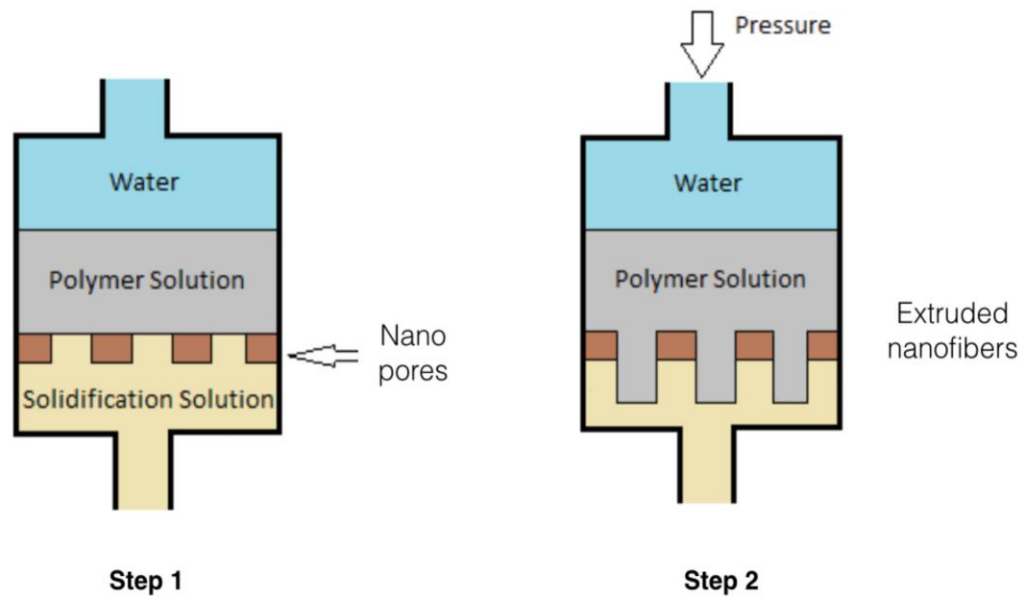 Pressure
Water
Water
Polymer Solution
Polymer Solution
Nano
pores
Extruded
nanofibers
Solidification Solution
Step 1
Step 2